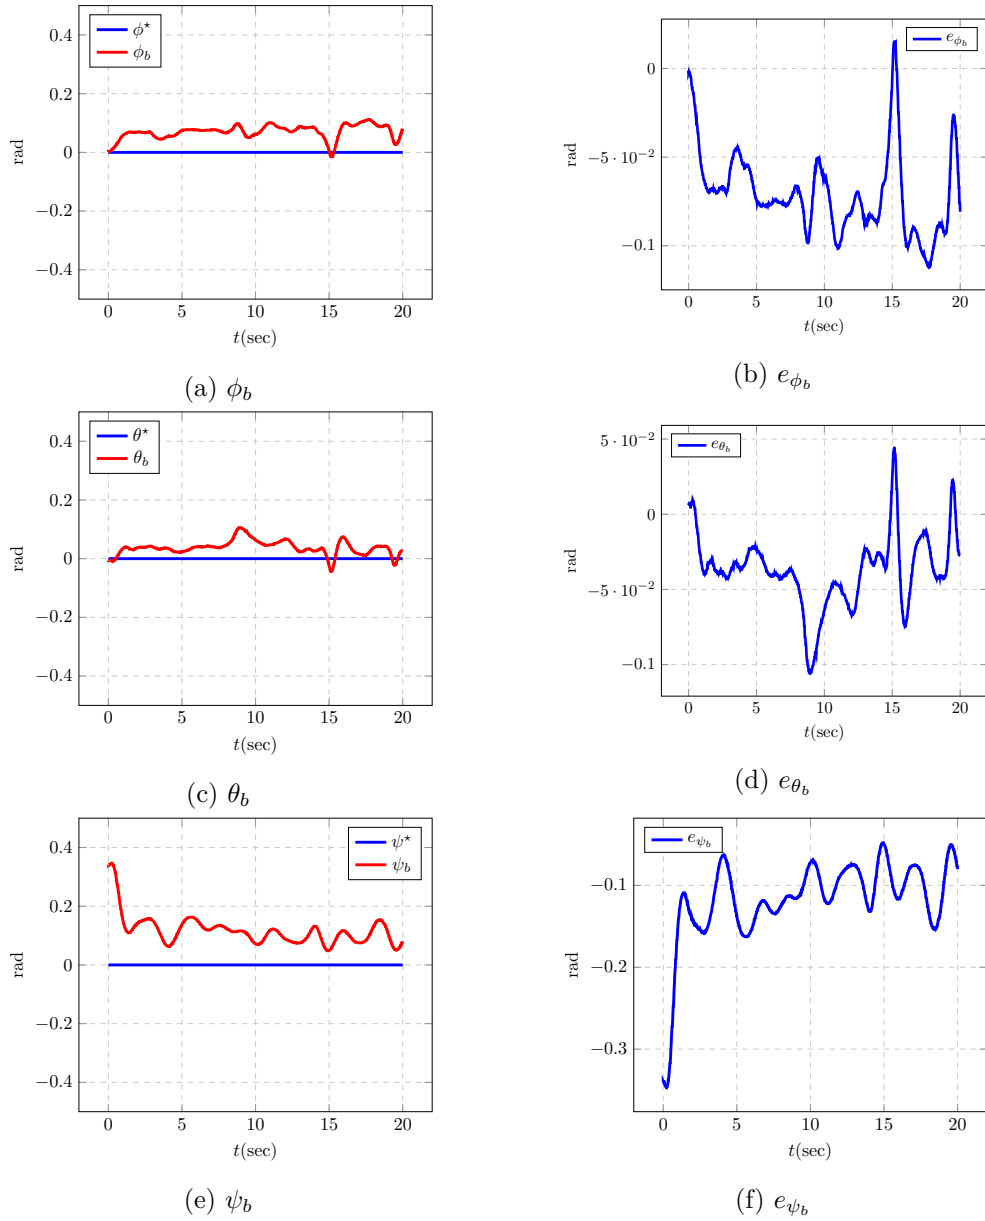 0.4
0.2
0
−0.2
−0.4
rad
0 5 10 15 20
t(sec)
ϕ⋆
ϕb
(a) ϕb
0
−5 · 10−2
−0.1
rad
0 5 10 15 20
t(sec)
eϕb
(b) eϕb
0.4
0.2
0
−0.2
−0.4
rad
0 5 10 15 20
t(sec)
θ⋆
θb
(c) θb
5 · 10−2
0
−5 · 10−2
−0.1
rad
0 5 10 15 20
t(sec)
eθb
(d) eθb
0.4
0.2
0
−0.2
−0.4
rad
0 5 10 15 20
t(sec)
ψ⋆
ψb
(e) ψb
−0.1
−0.2
−0.3
rad
0 5 10 15 20
t(sec)
eψb
(f) eψb